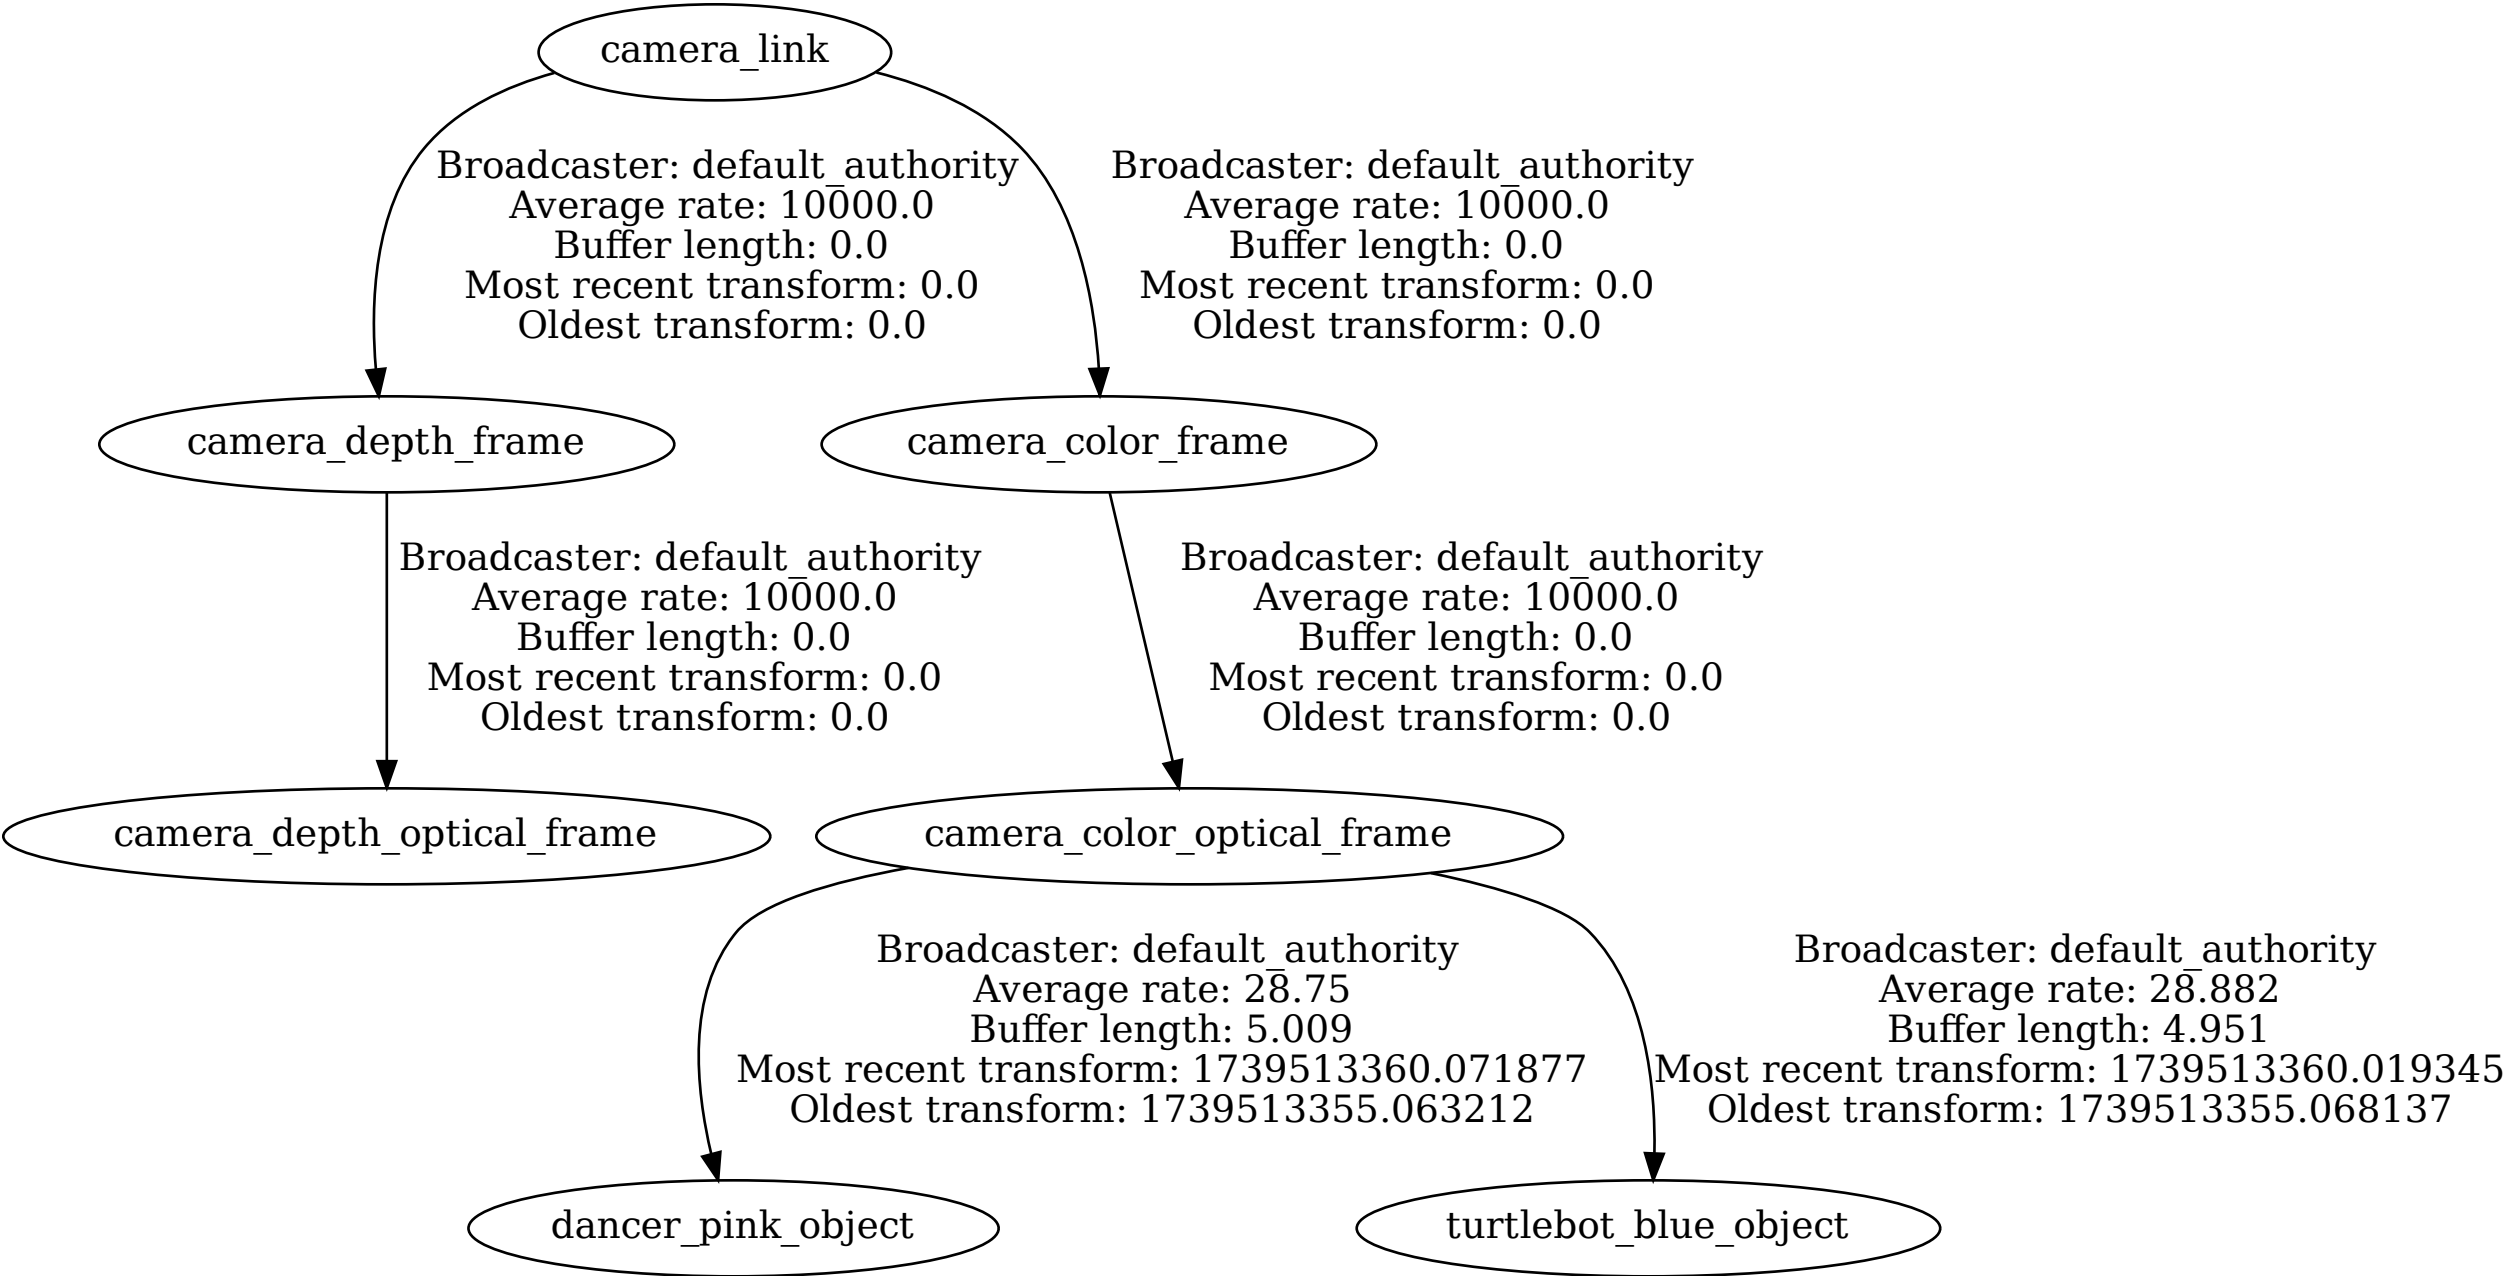 camera_link
Broadcaster: default_authority
Average rate: 10000.0
Buffer length: 0.0
Most recent transform: 0.0
Oldest transform: 0.0
Broadcaster: default_authority
Average rate: 10000.0
Buffer length: 0.0
Most recent transform: 0.0
Oldest transform: 0.0
camera_depth_frame
camera_color_frame
Broadcaster: default_authority
Average rate: 10000.0
Buffer length: 0.0
Most recent transform: 0.0
Oldest transform: 0.0
Broadcaster: default_authority
Average rate: 10000.0
Buffer length: 0.0
Most recent transform: 0.0
Oldest transform: 0.0
camera_depth_optical_frame
camera_color_optical_frame
Broadcaster: default_authority
Average rate: 28.75
Buffer length: 5.009
Most recent transform: 1739513360.071877
Oldest transform: 1739513355.063212
Broadcaster: default_authority
Average rate: 28.882
Buffer length: 4.951
Most recent transform: 1739513360.019345
Oldest transform: 1739513355.068137
dancer_pink_object
turtlebot_blue_object